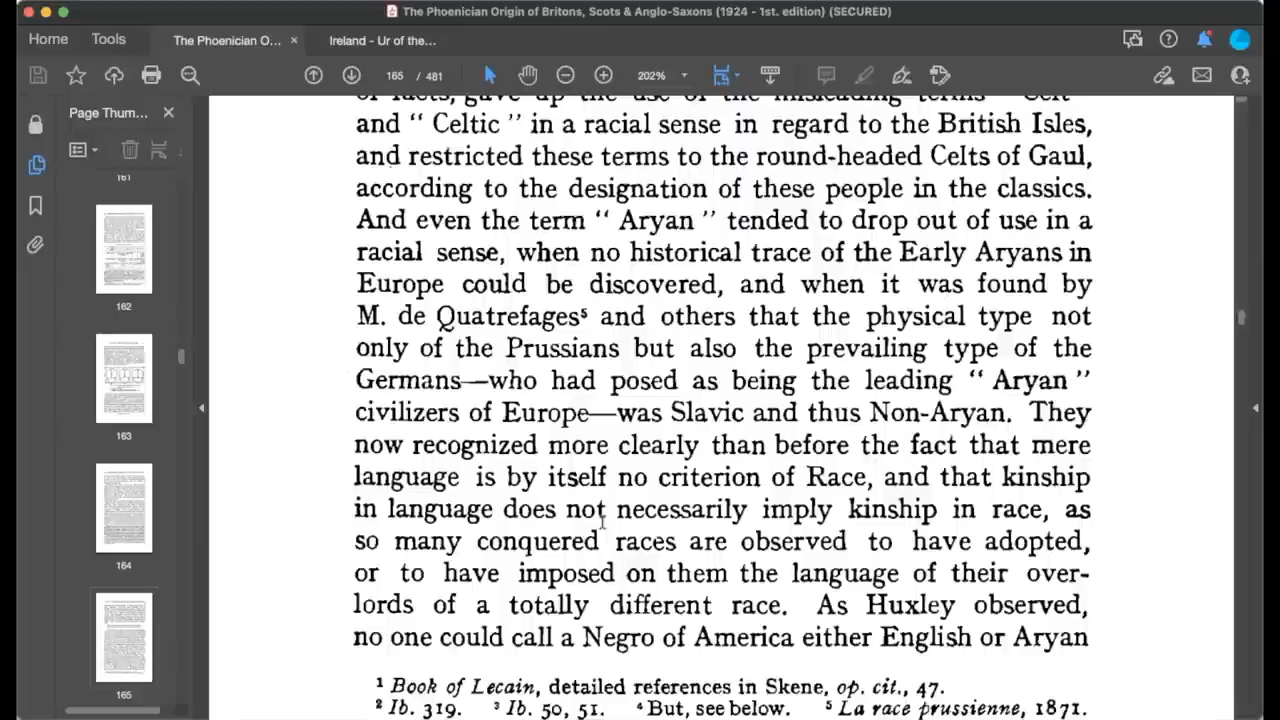 The Phoenician Origin of Britons, Scots & Anglo-Saxons (1924 - 1st. edition) (SECURED)
Home Tools The Phoenician O... × Ireland - Ur of the...
165 / 481 202%
Page Thum...
161
162
163
164
165
of facts, gave up the use of the misleading terms " Celt "
and " Celtic " in a racial sense in regard to the British Isles,
and restricted these terms to the round-headed Celts of Gaul,
according to the designation of these people in the classics.
And even the term " Aryan " tended to drop out of use in a
racial sense, when no historical trace of the Early Aryans in
Europe could be discovered, and when it was found by
M. de Quatrefages⁵ and others that the physical type not
only of the Prussians but also the prevailing type of the
Germans—who had posed as being the leading " Aryan "
civilizers of Europe—was Slavic and thus Non-Aryan. They
now recognized more clearly than before the fact that mere
language is by itself no criterion of Race, and that kinship
in language does not necessarily imply kinship in race, as
so many conquered races are observed to have adopted,
or to have imposed on them the language of their over-
lords of a totally different race. As Huxley observed,
no one could call a Negro of America either English or Aryan
¹ Book of Lecain, detailed references in Skene, op. cit., 47.
² Ib. 319. ³ Ib. 50, 51. ⁴ But, see below. ⁵ La race prussienne, 1871.